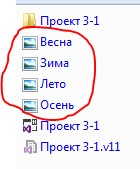 Проект 3-1
Весна
Зима
Лето
Осень
Проект 3-1
Проект 3-1.v11